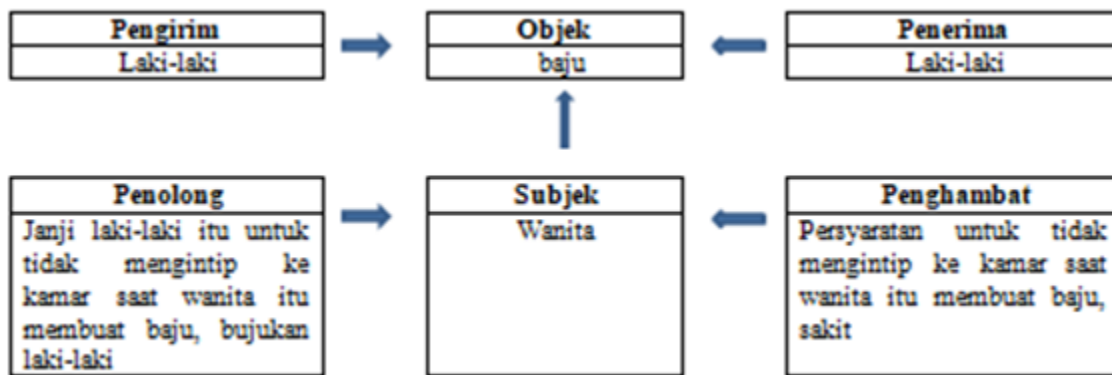 Pengirim
Laki-laki
Objek
baju
Penerima
Laki-laki
Penolong
Janji laki-laki itu untuk
tidak mengintip ke
kamar saat wanita itu
membuat baju, bujukan
laki-laki
Subjek
Wanita
Penghambat
Persyaratan untuk tidak
mengintip ke kamar saat
wanita itu membuat baju,
sakit